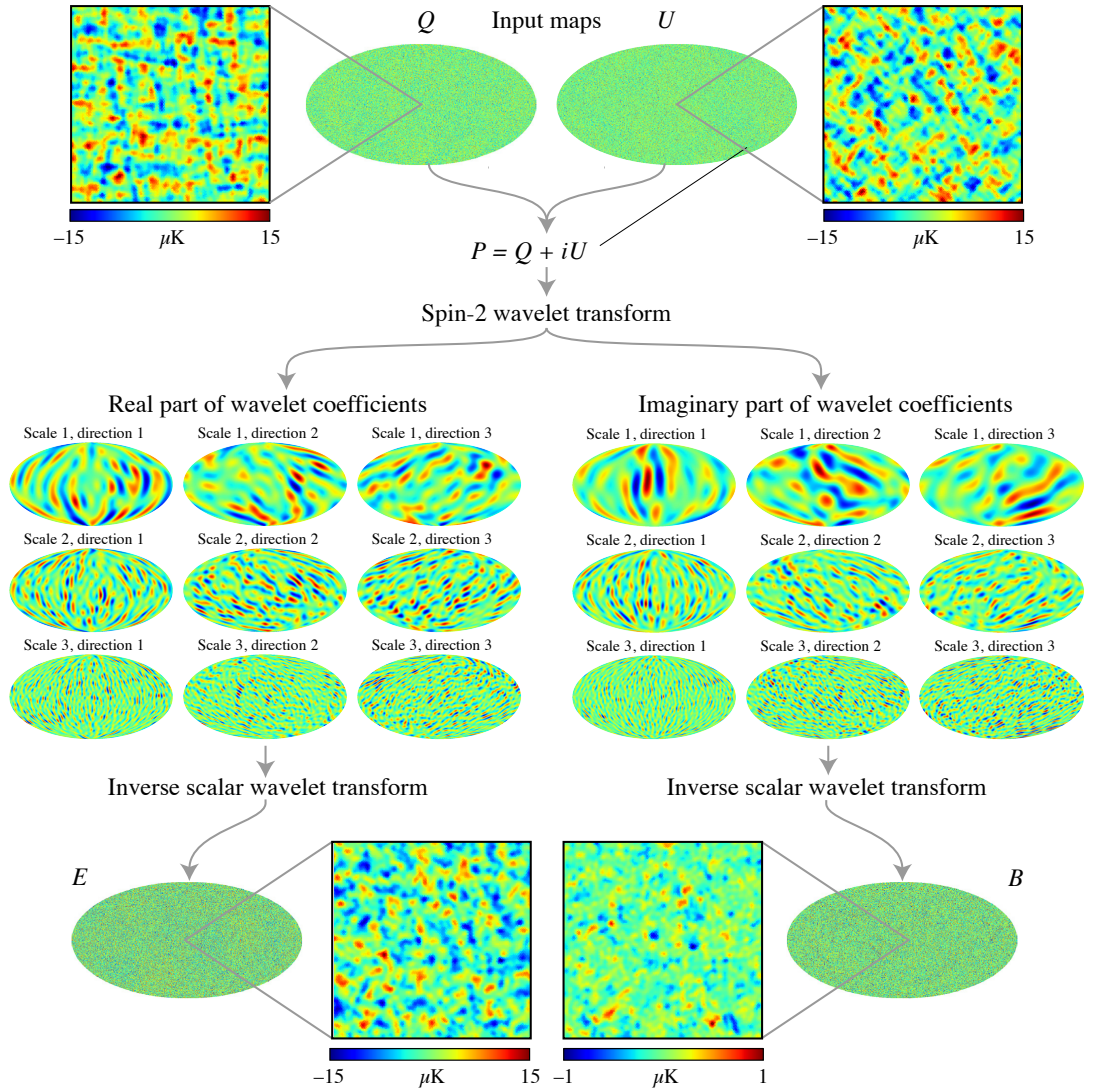 Q Input maps U
–15 μK 15
–15 μK 15
P = Q + iU
Spin-2 wavelet transform
Real part of wavelet coefficients
Scale 1, direction 1 Scale 1, direction 2 Scale 1, direction 3
Scale 2, direction 1 Scale 2, direction 2 Scale 2, direction 3
Scale 3, direction 1 Scale 3, direction 2 Scale 3, direction 3
Inverse scalar wavelet transform
Imaginary part of wavelet coefficients
Scale 1, direction 1 Scale 1, direction 2 Scale 1, direction 3
Scale 2, direction 1 Scale 2, direction 2 Scale 2, direction 3
Scale 3, direction 1 Scale 3, direction 2 Scale 3, direction 3
Inverse scalar wavelet transform
E
–15 μK 15
B
–1 μK 1